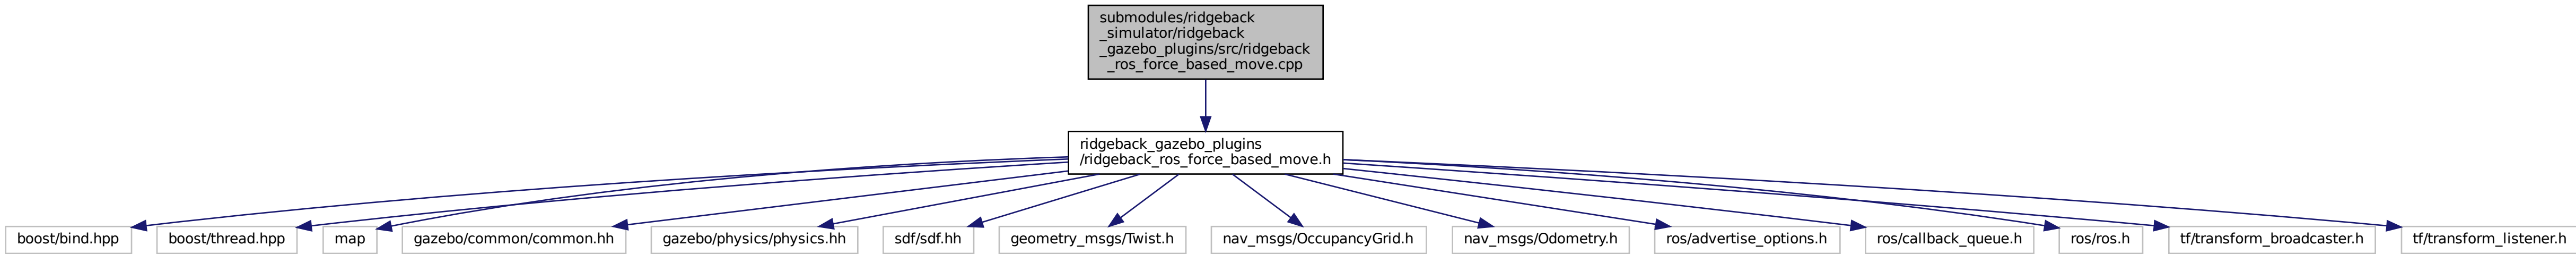 submodules/ridgeback
_simulator/ridgeback
_gazebo_plugins/src/ridgeback
_ros_force_based_move.cpp
ridgeback_gazebo_plugins
/ridgeback_ros_force_based_move.h
boost/bind.hpp
boost/thread.hpp
map
gazebo/common/common.hh
gazebo/physics/physics.hh
sdf/sdf.hh
geometry_msgs/Twist.h
nav_msgs/OccupancyGrid.h
nav_msgs/Odometry.h
ros/advertise_options.h
ros/callback_queue.h
ros/ros.h
tf/transform_broadcaster.h
tf/transform_listener.h